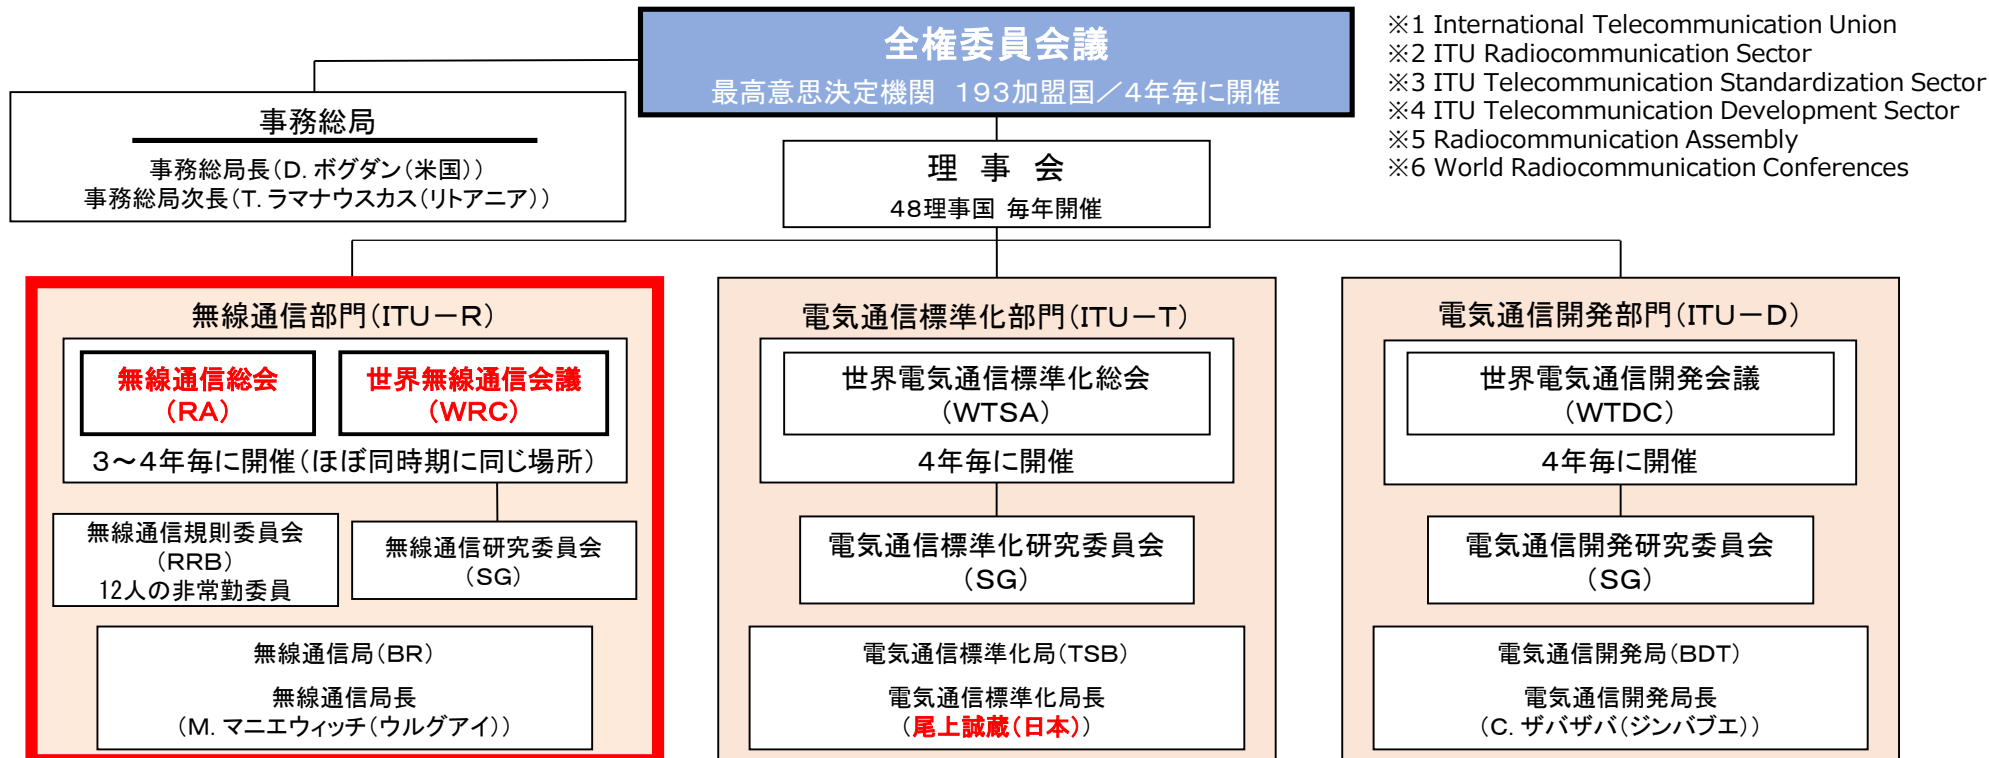 全権委員会議
最高意思決定機関 193加盟国／4年毎に開催
※1 International Telecommunication Union
※2 ITU Radiocommunication Sector
※3 ITU Telecommunication Standardization Sector
※4 ITU Telecommunication Development Sector
※5 Radiocommunication Assembly
※6 World Radiocommunication Conferences
事務総局
事務総局長（D. ボグダン（米国））
事務総局次長（T. ラマナウスカス（リトアニア））
理 事 会
48理事国 毎年開催
無線通信部門（ITU－R）
無線通信総会
（RA）
世界無線通信会議
（WRC）
3～4年毎に開催（ほぼ同時期に同じ場所）
無線通信規則委員会
（RRB）
12人の非常勤委員
無線通信研究委員会
（SG）
無線通信局（BR）
無線通信局長
（M. マニエウィッチ（ウルグアイ））
電気通信標準化部門（ITU－T）
世界電気通信標準化総会
（WTSA）
4年毎に開催
電気通信標準化研究委員会
（SG）
電気通信標準化局（TSB）
電気通信標準化局長
（尾上誠蔵（日本））
電気通信開発部門（ITU－D）
世界電気通信開発会議
（WTDC）
4年毎に開催
電気通信開発研究委員会
（SG）
電気通信開発局（BDT）
電気通信開発局長
（C. ザバザバ（ジンバブエ））